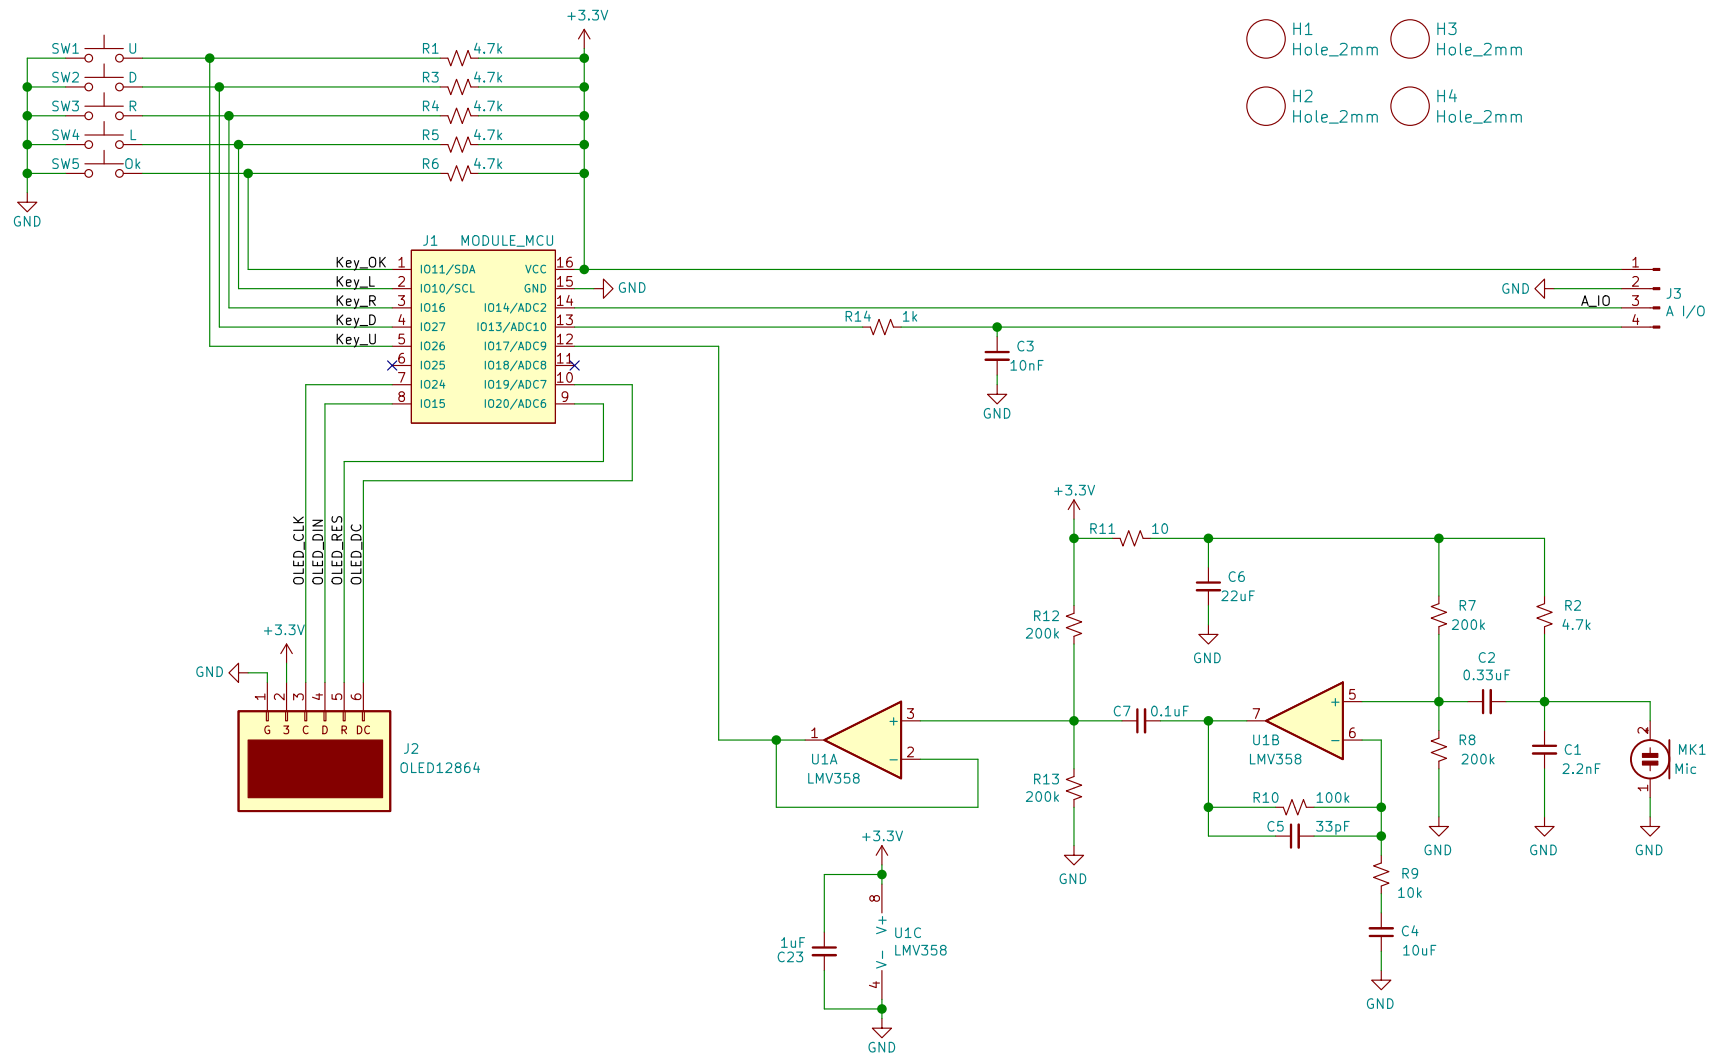 +3.3V
SW1 U R1 4.7k
SW2 D R3 4.7k
SW3 R R4 4.7k
SW4 L R5 4.7k
SW5 Ok R6 4.7k
GND
H1
Hole_2mm
H3
Hole_2mm
H2
Hole_2mm
H4
Hole_2mm
J1 MODULE_MCU
Key_OK 1 IO11/SDA VCC 16
Key_L 2 IO10/SCL GND 15 GND
Key_R 3 IO16 IO14/ADC2 14
Key_D 4 IO27 IO13/ADC10 13
Key_U 5 IO26 IO17/ADC9 12
6 IO25 IO18/ADC8 11
7 IO24 IO19/ADC7 10
8 IO15 IO20/ADC6 9
R14 1k
C3
10nF
GND
1
GND 2
A_IO 3
4
J3
A I/O
OLED_CLK
OLED_DIN
OLED_RES
OLED_DC
+3.3V
GND
1 2 3 4 5 6
G 3 C D R DC
J2
OLED12864
+3.3V
R11 10
C6
22uF
GND
R12
200k
R7
200k
R2
4.7k
C2
0.33uF
1 + 3
- 2
U1A
LMV358
C7 0.1uF
7 + 5
- 6
U1B
LMV358
R13
200k
GND
R10 100k
C5 33pF
R8
200k
GND
C1
2.2nF
GND
2
MK1
Mic
1
GND
R9
10k
C4
10uF
GND
+3.3V
8
V+
U1C
LMV358
V-
4
1uF
C23
GND